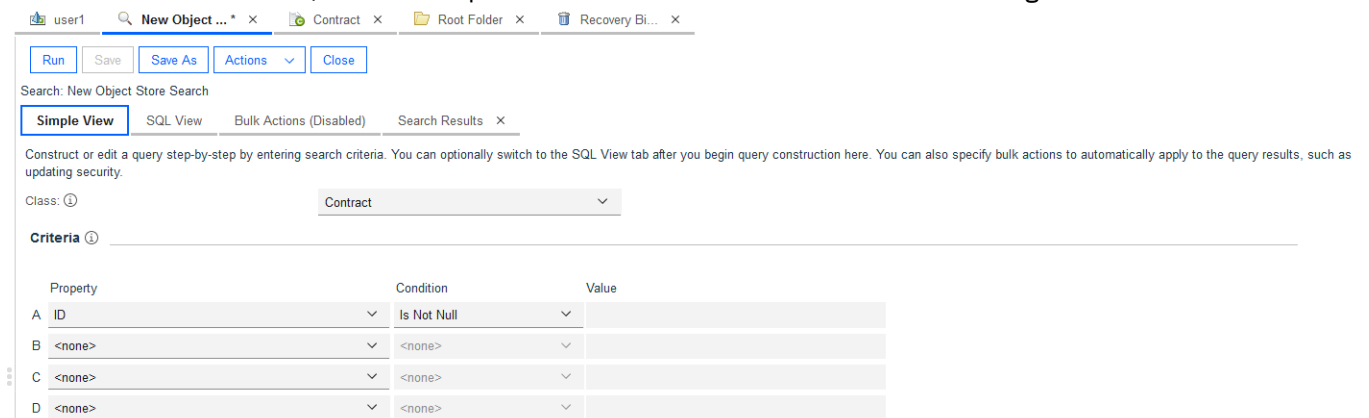 user1 New Object ... * × Contract × Root Folder × Recovery Bi... ×
Run Save Save As Actions Close
Search: New Object Store Search
Simple View SQL View Bulk Actions (Disabled) Search Results ×
Construct or edit a query step-by-step by entering search criteria. You can optionally switch to the SQL View tab after you begin query construction here. You can also specify bulk actions to automatically apply to the query results, such as
updating security.
Class: Contract
Criteria
Property Condition Value
A ID Is Not Null
B <none> <none>
C <none> <none>
D <none> <none>